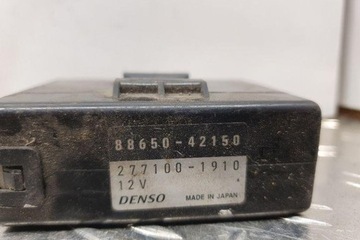 88650-42150
277100-1910
12V
DENSO MADE IN JAPAN